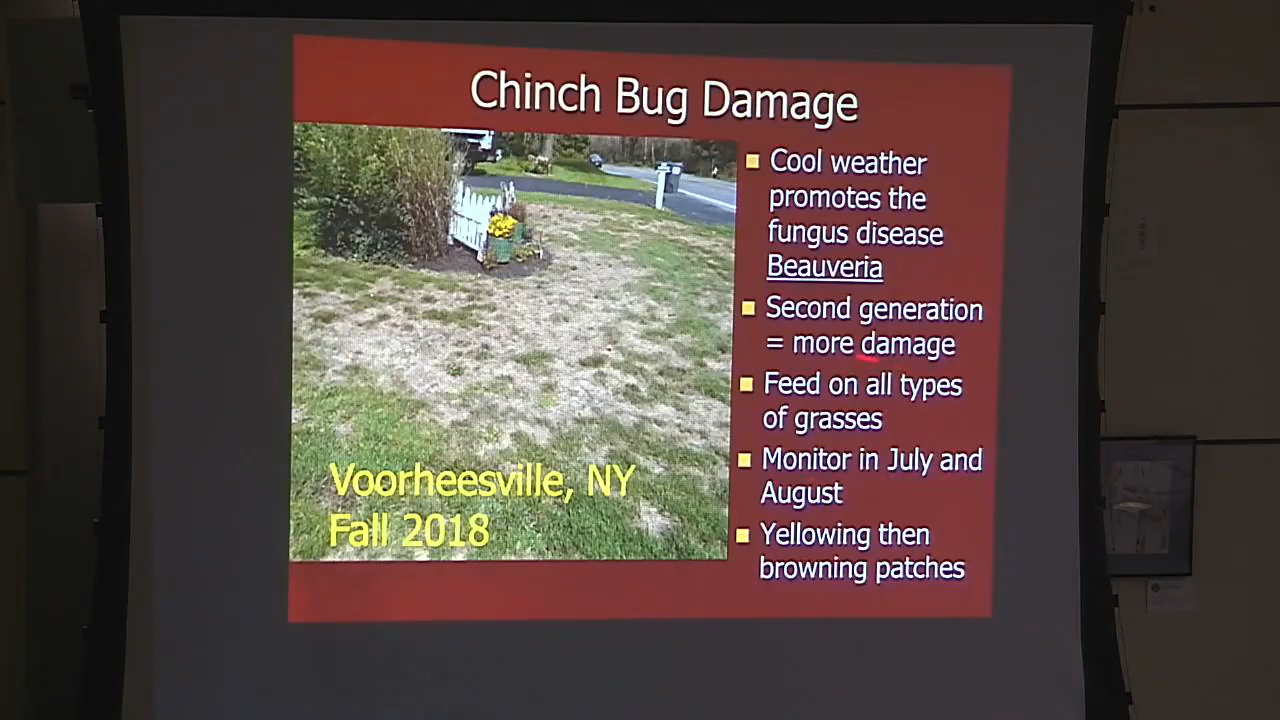 Chinch Bug Damage
Cool weather
promotes the
fungus disease
Beauveria
Second generation
= more damage
Feed on all types
of grasses
Monitor in July and
August
Yellowing then
browning patches
Voorheesville, NY
Fall 2018